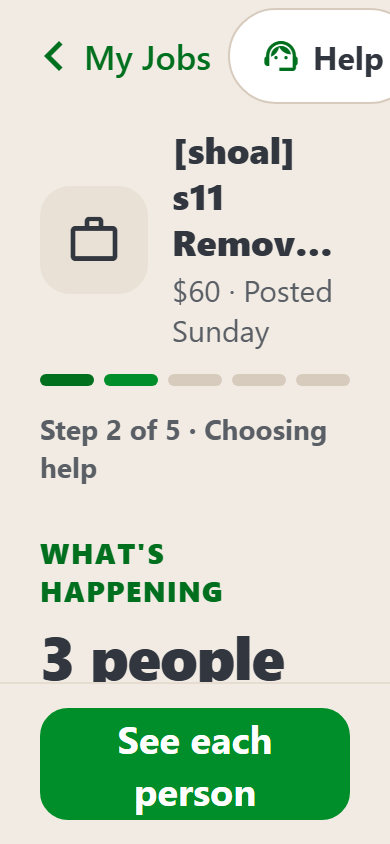 My Jobs
Help
[shoal]
s11
Remov...
$60 · Posted
Sunday
Step 2 of 5 · Choosing
help
WHAT'S
HAPPENING
3 people
See each
person